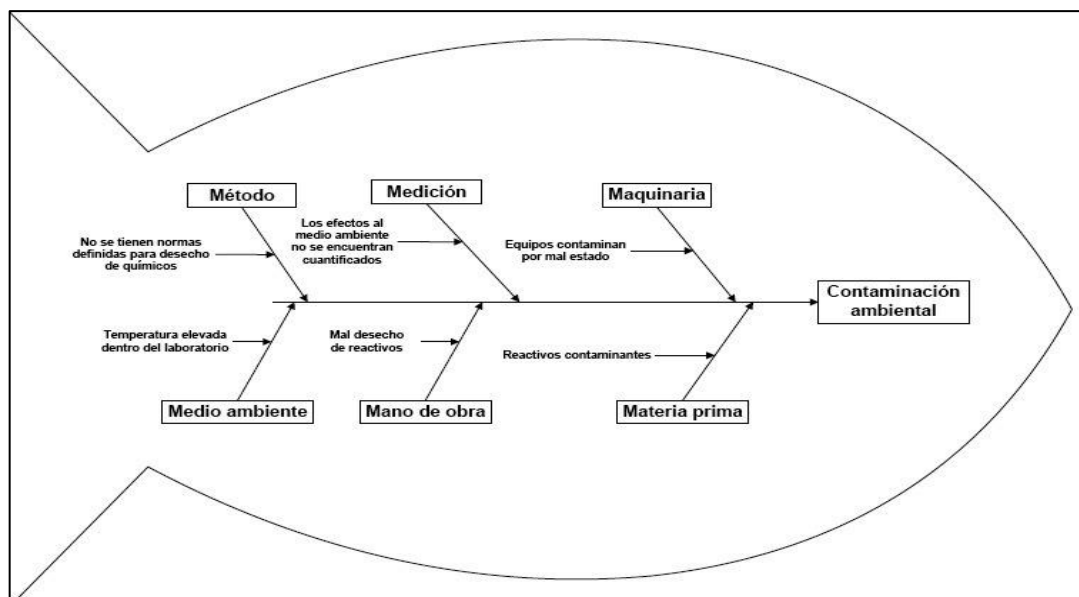 Método
Medición
Maquinaria
No se tienen normas
definidas para desecho
de químicos
Los efectos al
medio ambiente
no se encuentran
cuantificados
Equipos contaminan
por mal estado
Contaminación
ambiental
Temperatura elevada
dentro del laboratorio
Mal desecho
de reactivos
Reactivos contaminantes
Medio ambiente
Mano de obra
Materia prima